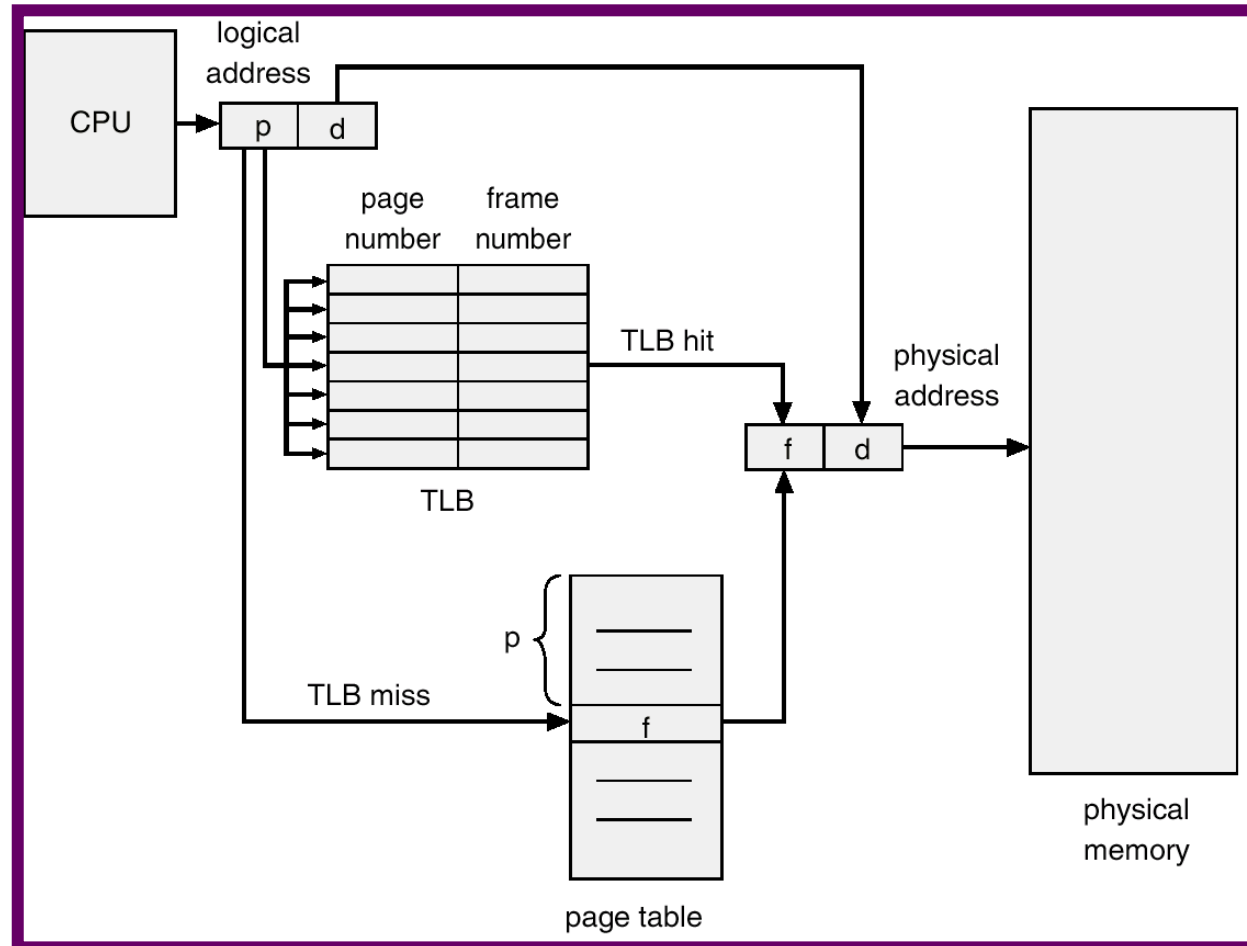 logical
address
CPU
p
d
page
number
frame
number
TLB hit
physical
address
f
d
TLB
p
TLB miss
f
physical
memory
page table